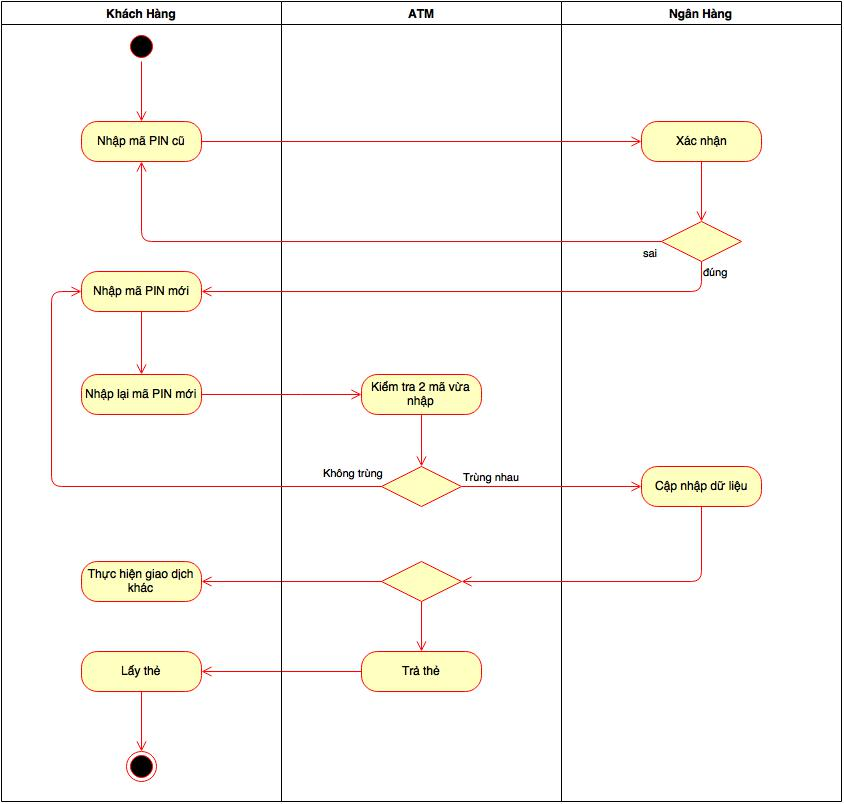 Khách Hàng
ATM
Ngân Hàng
Nhập mã PIN cũ
Xác nhận
sai
đúng
Nhập mã PIN mới
Nhập lại mã PIN mới
Kiểm tra 2 mã vừa
nhập
Không trùng
Trùng nhau
Cập nhập dữ liệu
Thực hiện giao dịch
khác
Lấy thẻ
Trả thẻ